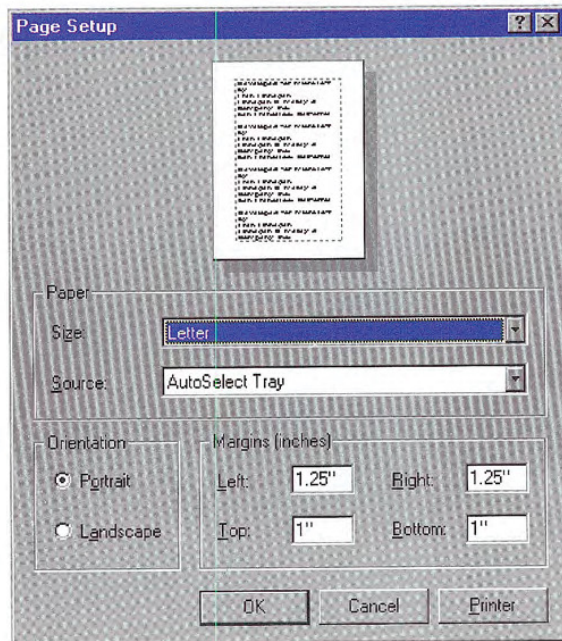 Page Setup
Paper
Size: Letter
Source: AutoSelect Tray
Orientation
Portrait
Landscape
Margins (inches)
Left: 1.25" Right: 1.25"
Top: 1" Bottom: 1"
OK Cancel Printer